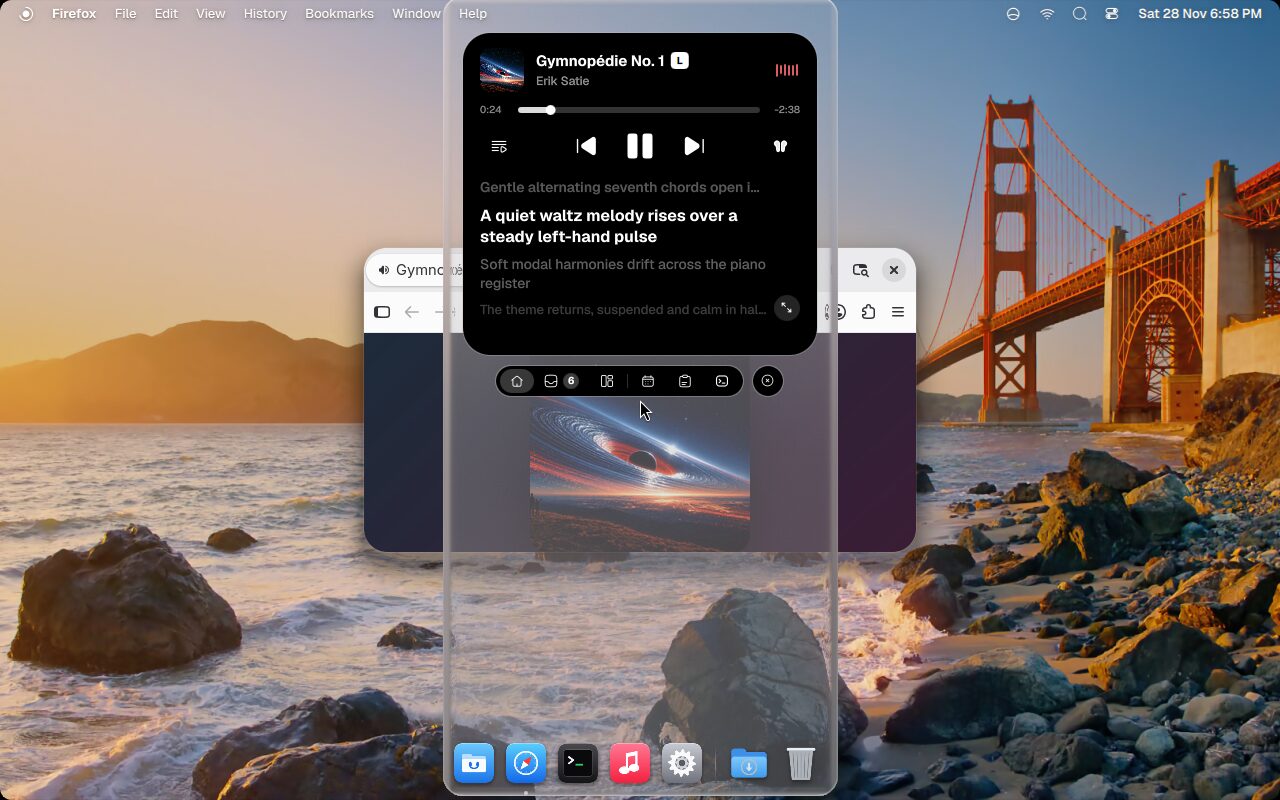 Firefox File Edit View History Bookmarks Window Help
Sat 28 Nov 6:58 PM
Gymnopédie No. 1 L
Erik Satie
0:24
-2:38
Gentle alternating seventh chords open i...
A quiet waltz melody rises over a
steady left-hand pulse
Soft modal harmonies drift across the piano
register
The theme returns, suspended and calm in hal...
6